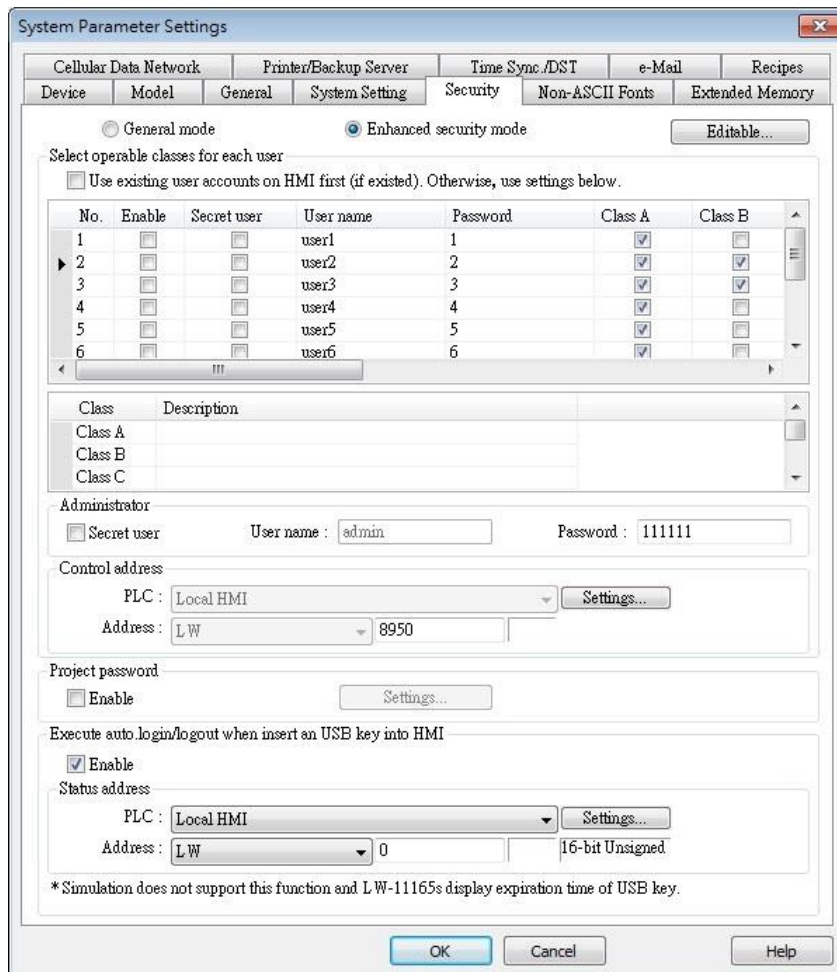 System Parameter Settings
Cellular Data Network Printer/Backup Server Time Sync./DST e-Mail Recipes
Device Model General System Setting Security Non-ASCII Fonts Extended Memory
General mode Enhanced security mode Editable...
Select operable classes for each user
Use existing user accounts on HMI first (if existed). Otherwise, use settings below.
No. Enable Secret user User name Password Class A Class B
1 user1 1
2 user2 2
3 user3 3
4 user4 4
5 user5 5
6 user6 6
Class Description
Class A
Class B
Class C
Administrator
Secret user User name : admin Password : 111111
Control address
PLC : Local HMI Settings...
Address : LW 8950
Project password
Enable Settings...
Execute auto.login/logout when insert an USB key into HMI
Enable
Status address
PLC : Local HMI Settings...
Address : LW 0 16-bit Unsigned
* Simulation does not support this function and LW-11165s display expiration time of USB key.
OK Cancel Help